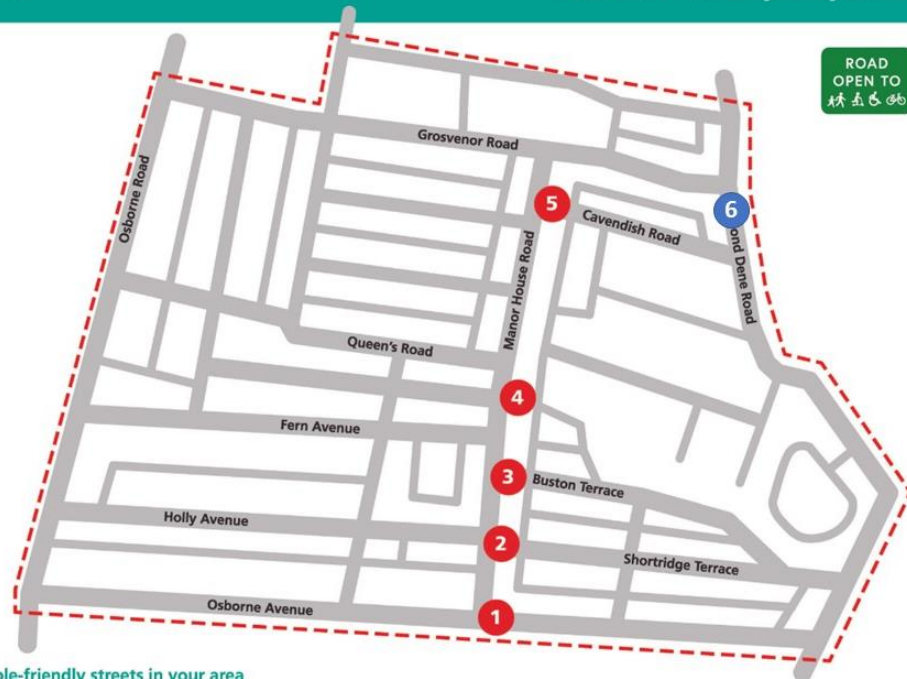 ROAD
OPEN TO
Grosvenor Road
Osborne Road
5
Cavendish Road
6
ond Dene Road
Manor House Road
Queen's Road
4
Fern Avenue
3
Buston Terrace
Holly Avenue
2
Shortridge Terrace
Osborne Avenue
1
ple-friendly streets in your area